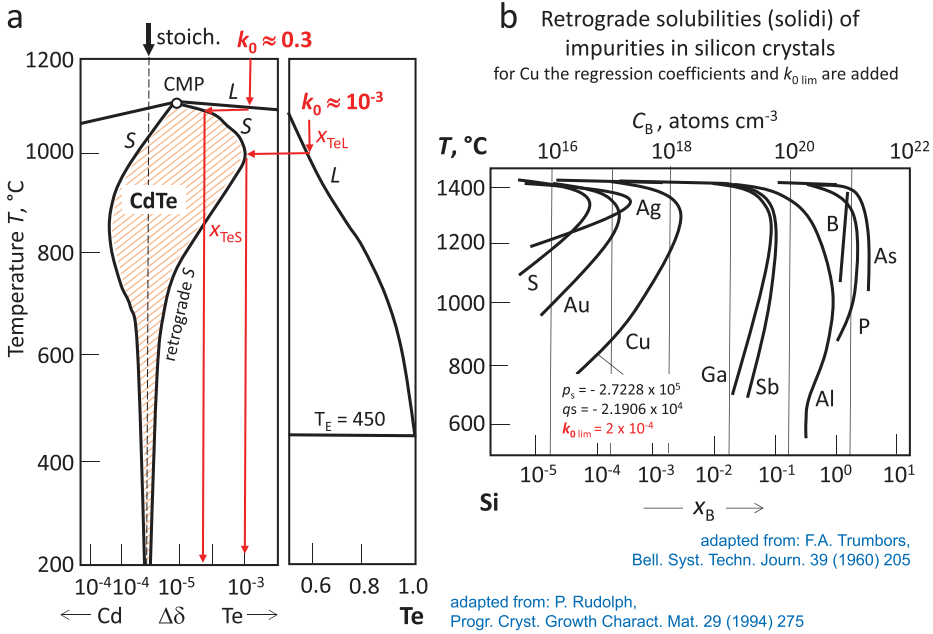 a
stoich.
k₀ ≈ 0.3
1200
CMP
L
k₀ ≈ 10⁻³
S
S
x_TeL
1000
L
CdTe
x_TeS
800
retrograde S
Temperature T, °C
600
T_E = 450
400
200
10⁻⁴ 10⁻⁴ 10⁻⁵ 10⁻³
0.6 0.8 1.0
Cd Δδ Te
Te
b
Retrograde solubilities (solidi) of
impurities in silicon crystals
for Cu the regression coefficients and k₀ lim are added
C_B, atoms cm⁻³
T, °C
10¹⁶ 10¹⁷ 10¹⁸ 10²⁰ 10²²
1400
Ag
B
1200
As
S
Au
1000
P
Cu
800
Ga
Sb
Al
pₛ = - 2.7228 x 10⁵
qs = - 2.1906 x 10⁴
k₀ lim = 2 x 10⁻⁴
600
10⁻⁵ 10⁻⁴ 10⁻³ 10⁻² 10⁻¹ 10⁰ 10¹
Si
x_B
adapted from: F.A. Trumbors,
Bell. Syst. Techn. Journ. 39 (1960) 205
adapted from: P. Rudolph,
Progr. Cryst. Growth Charact. Mat. 29 (1994) 275